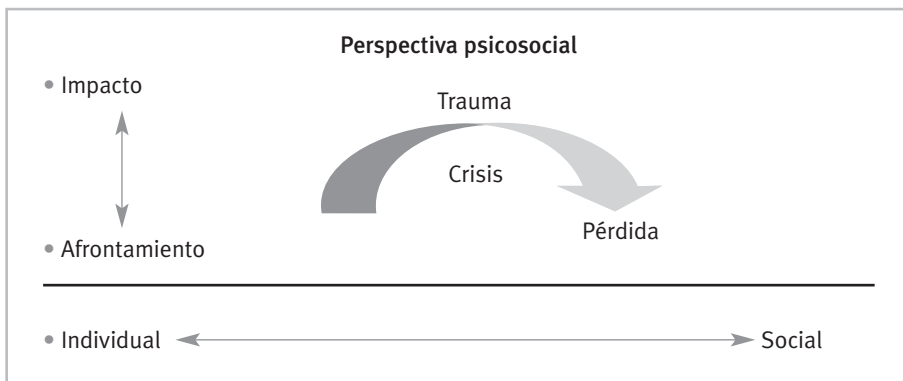 Perspectiva psicosocial
• Impacto
Trauma
Crisis
Pérdida
• Afrontamiento
• Individual
Social